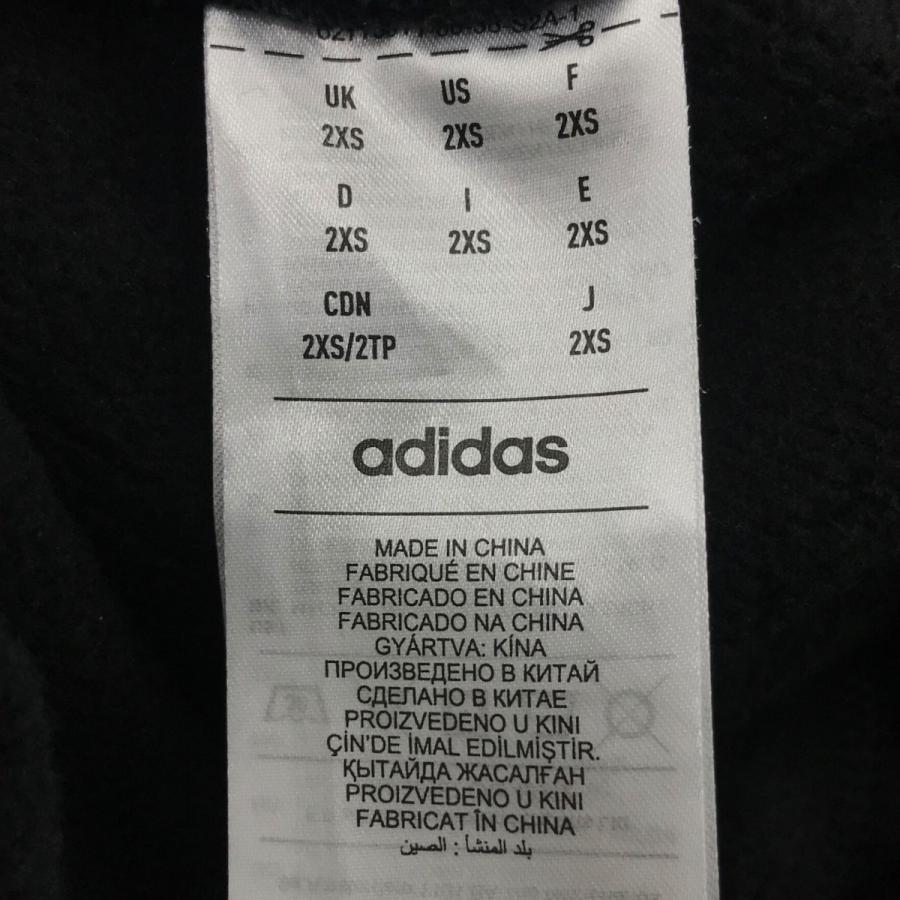 UK US F
2XS 2XS 2XS
D I E
2XS 2XS 2XS
CDN J
2XS/2TP 2XS
adidas
MADE IN CHINA
FABRIQUÉ EN CHINE
FABRICADO EN CHINA
FABRICADO NA CHINA
GYÁRTVA: KÍNA
ПРОИЗВЕДЕНО В КИТАЙ
СДЕЛАНО В КИТАЕ
PROIZVEDENO U KINI
ÇİN'DE İMAL EDİLMİŞTİR.
ҚЫТАЙДА ЖАСАЛҒАН
PROIZVEDENO U KINI
FABRICAT ÎN CHINA
بلد المنشأ : الصين